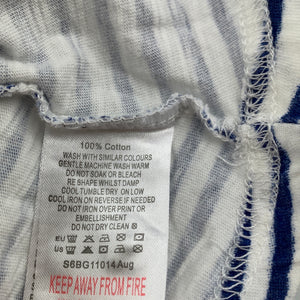 100% Cotton
WASH WITH SIMILAR COLOURS
GENTLE MACHINE WASH WARM
DO NOT SOAK OR BLEACH
RE SHAPE WHILST DAMP
COOL TUMBLE DRY ON LOW
COOL IRON ON REVERSE IF NEEDED
DO NOT IRON OVER PRINT OR
EMBELLISHMENT
DO NOT DRY CLEAN
EU
US
S6BG11014Aug
KEEP AWAY FROM FIRE